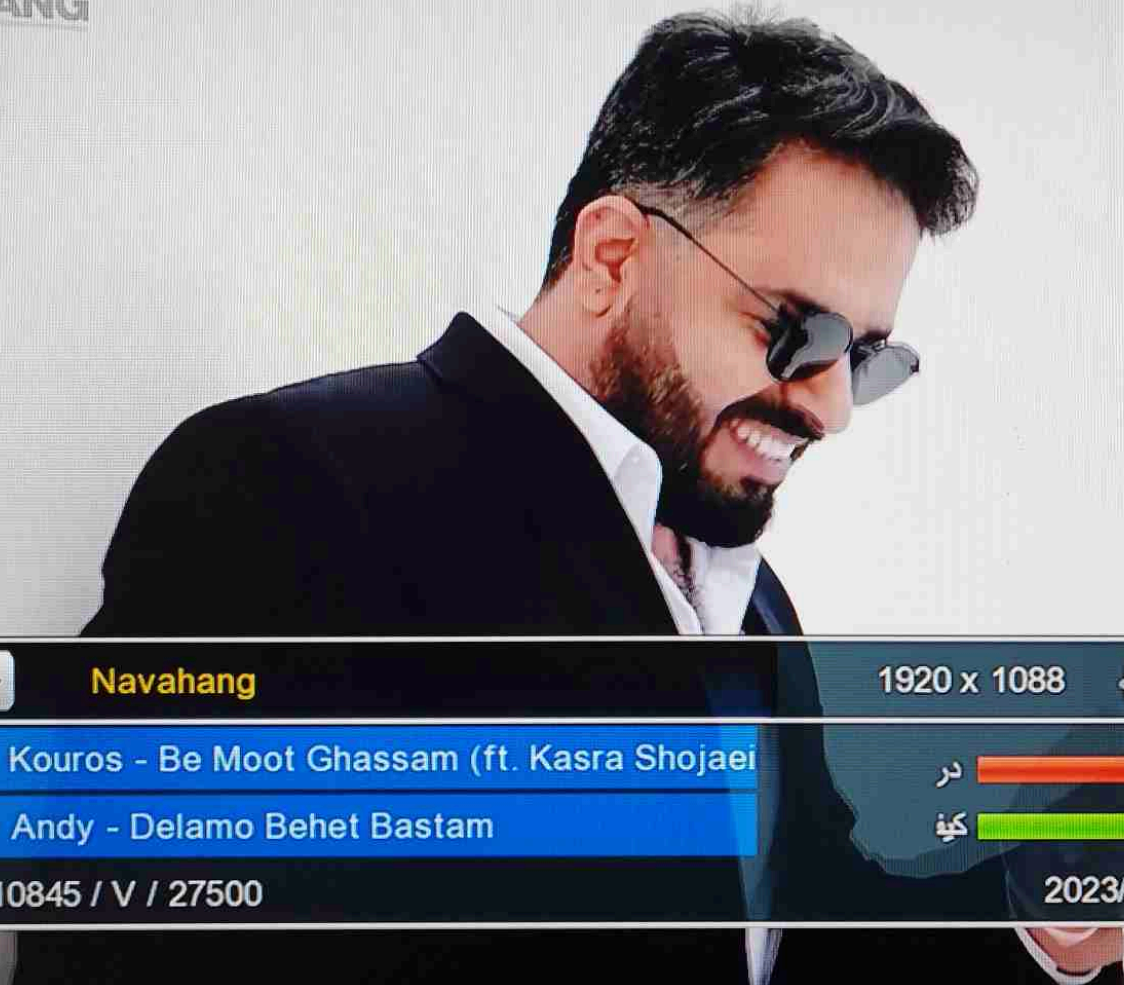 ANG
Navahang
1920 x 1088
Kouros - Be Moot Ghassam (ft. Kasra Shojaei
در
Andy - Delamo Behet Bastam
كيف
10845 / V / 27500
2023/